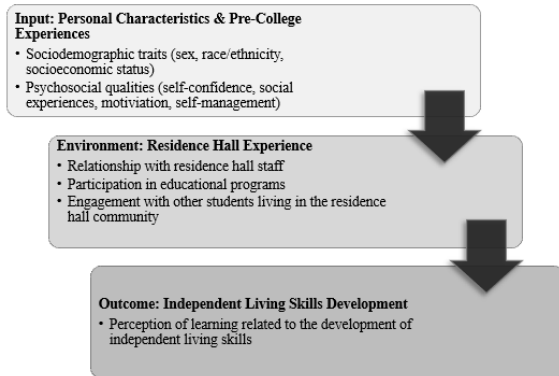 Input: Personal Characteristics & Pre-College
Experiences
• Sociodemographic traits (sex, race/ethnicity,
socioeconomic status)
• Psychosocial qualities (self-confidence, social
experiences, motiviation, self-management)
Environment: Residence Hall Experience
• Relationship with residence hall staff
• Participation in educational programs
• Engagement with other students living in the residence
hall community
Outcome: Independent Living Skills Development
• Perception of learning related to the development of
independent living skills